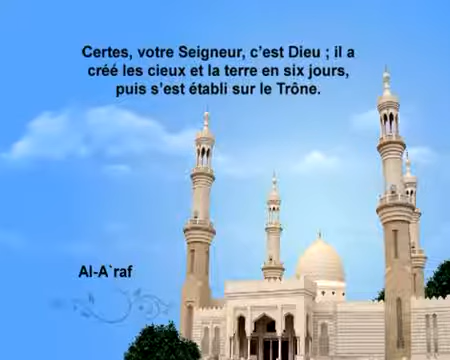 Certes, votre Seigneur, c’est Dieu ; il a
créé les cieux et la terre en six jours,
puis s’est établi sur le Trône.
Al-A`raf